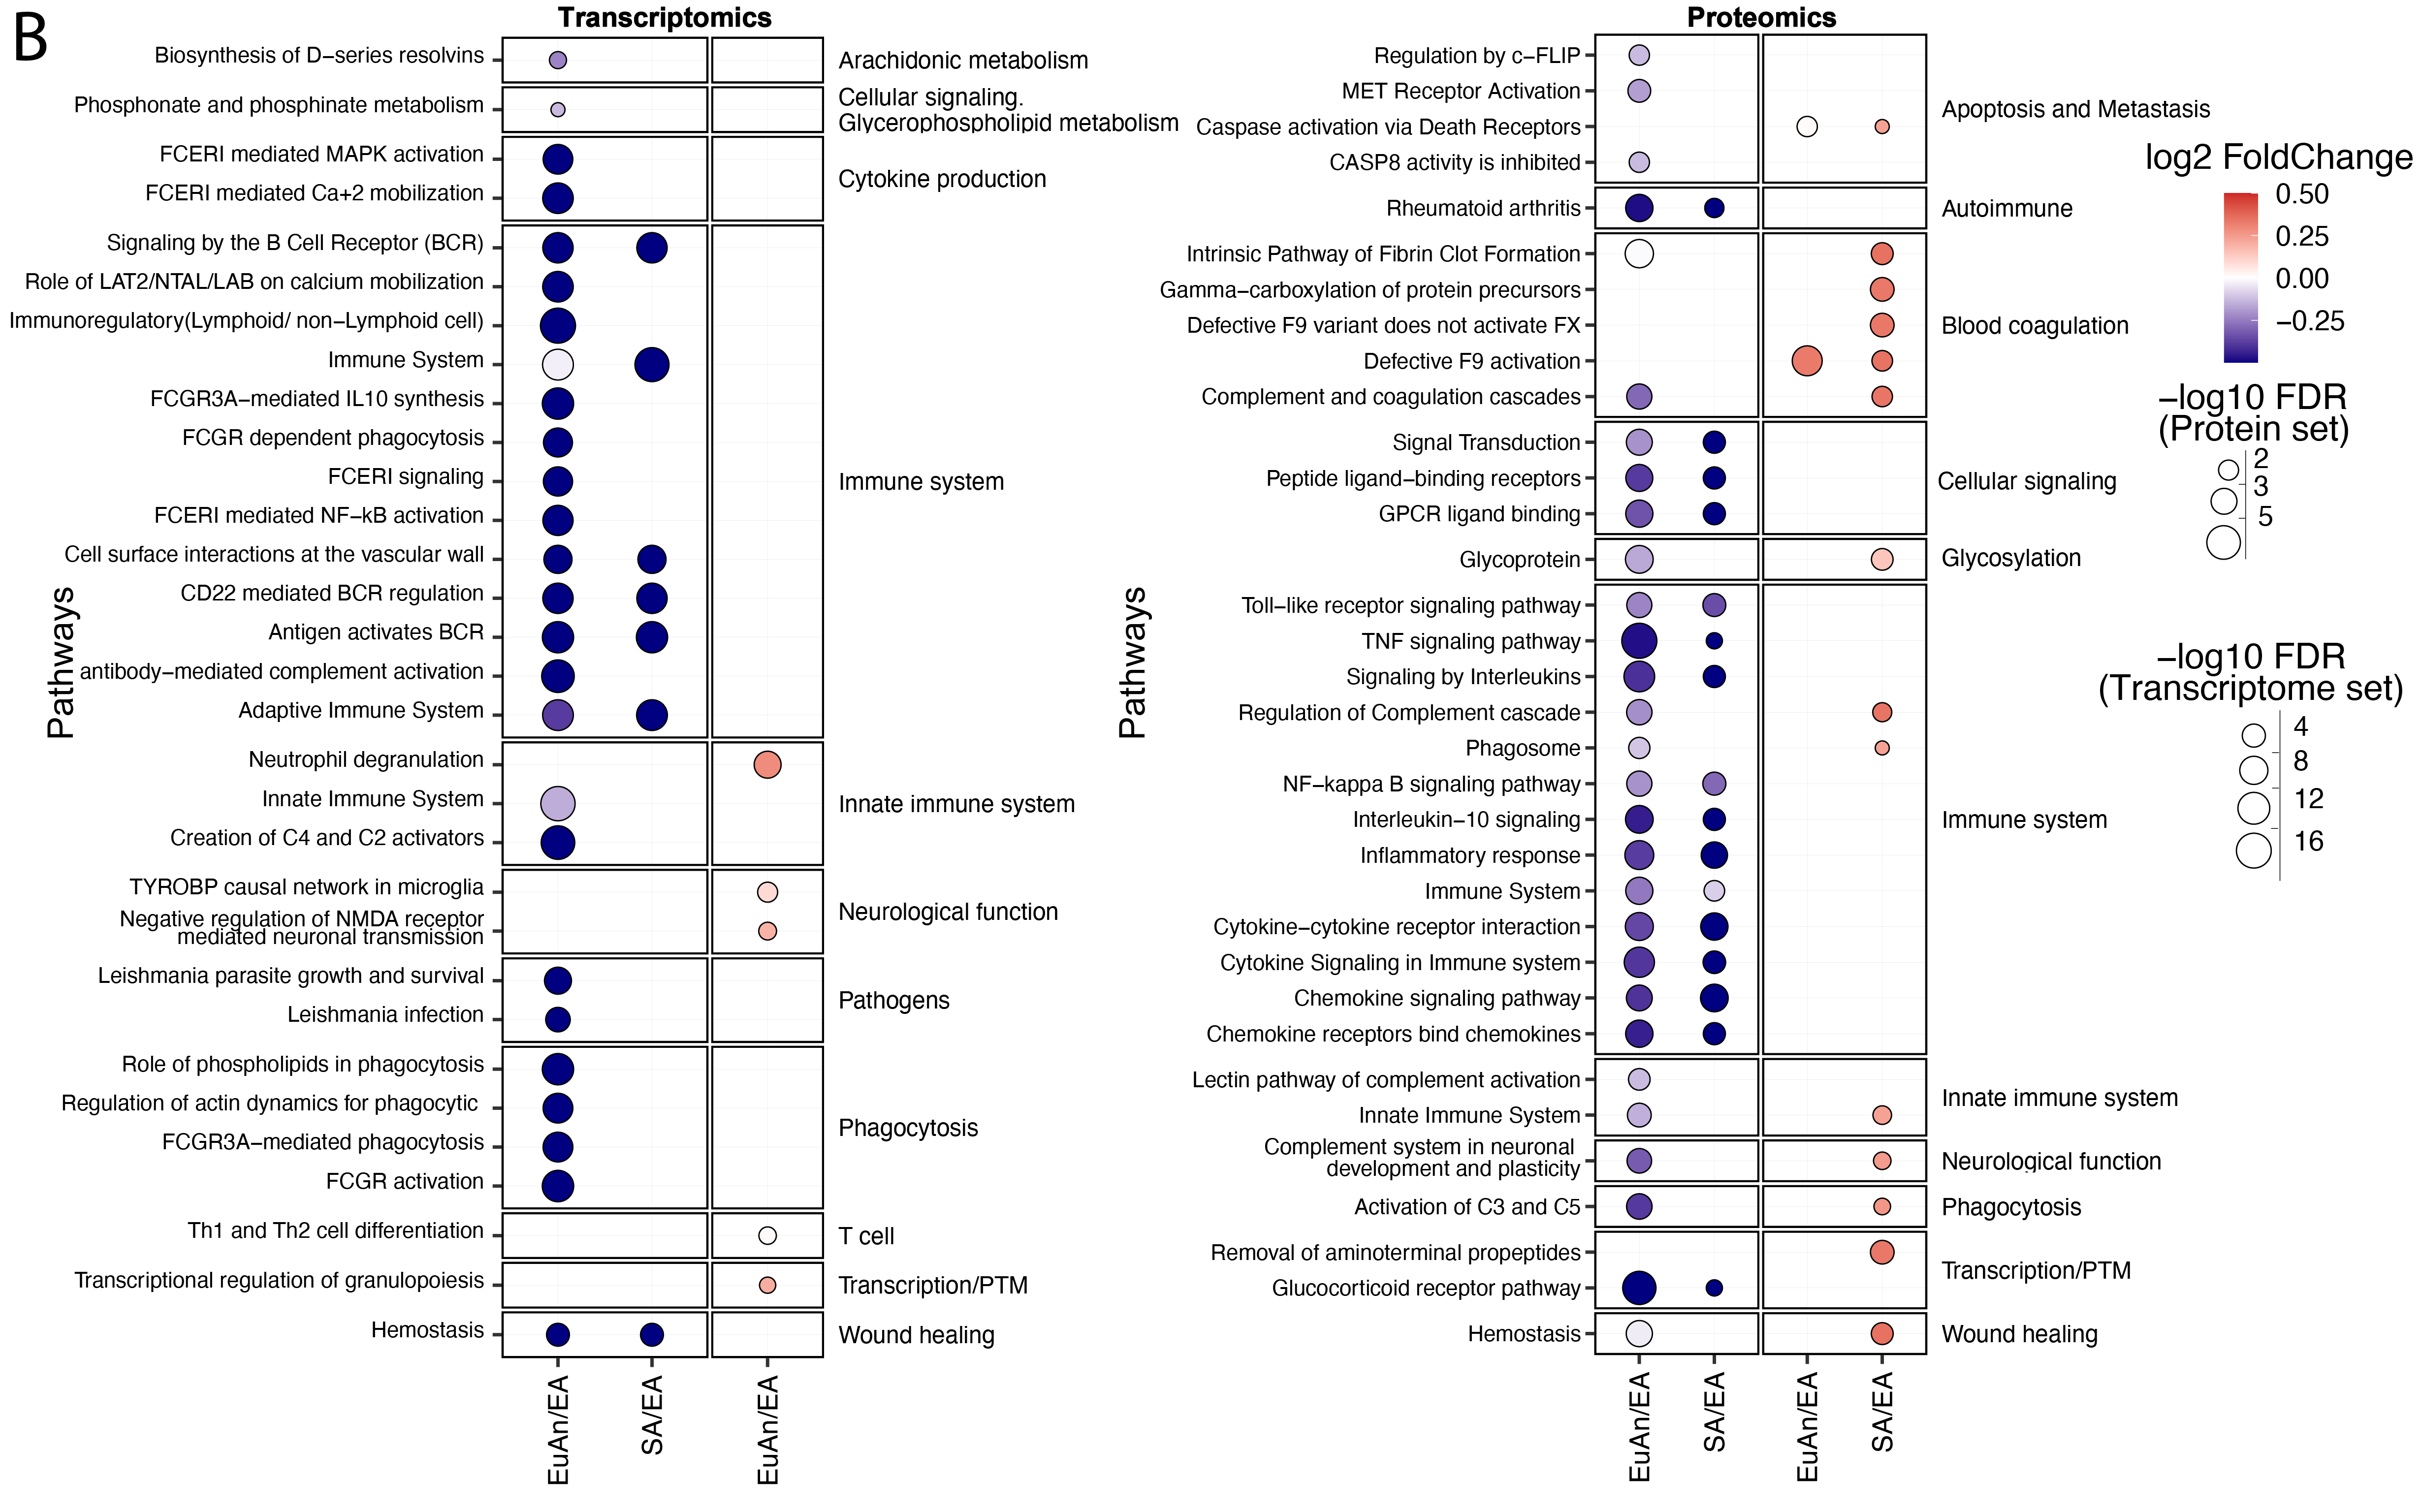 B
Transcriptomics
Biosynthesis of D−series resolvins
Phosphonate and phosphinate metabolism
FCERI mediated MAPK activation
FCERI mediated Ca+2 mobilization
Signaling by the B Cell Receptor (BCR)
Role of LAT2/NTAL/LAB on calcium mobilization
Immunoregulatory(Lymphoid/ non−Lymphoid cell)
Immune System
FCGR3A−mediated IL10 synthesis
FCGR dependent phagocytosis
FCERI signaling
FCERI mediated NF−kB activation
Cell surface interactions at the vascular wall
CD22 mediated BCR regulation
Antigen activates BCR
antibody−mediated complement activation
Adaptive Immune System
Neutrophil degranulation
Innate Immune System
Creation of C4 and C2 activators
TYROBP causal network in microglia
Negative regulation of NMDA receptor
mediated neuronal transmission
Leishmania parasite growth and survival
Leishmania infection
Role of phospholipids in phagocytosis
Regulation of actin dynamics for phagocytic
FCGR3A−mediated phagocytosis
FCGR activation
Th1 and Th2 cell differentiation
Transcriptional regulation of granulopoiesis
Hemostasis
Pathways
Arachidonic metabolism
Cellular signaling.
Glycerophospholipid metabolism
Cytokine production
Immune system
Innate immune system
Neurological function
Pathogens
Phagocytosis
T cell
Transcription/PTM
Wound healing
EuAn/EA
SA/EA
EuAn/EA
Proteomics
Regulation by c−FLIP
MET Receptor Activation
Caspase activation via Death Receptors
CASP8 activity is inhibited
Rheumatoid arthritis
Intrinsic Pathway of Fibrin Clot Formation
Gamma−carboxylation of protein precursors
Defective F9 variant does not activate FX
Defective F9 activation
Complement and coagulation cascades
Signal Transduction
Peptide ligand−binding receptors
GPCR ligand binding
Glycoprotein
Toll−like receptor signaling pathway
TNF signaling pathway
Signaling by Interleukins
Regulation of Complement cascade
Phagosome
NF−kappa B signaling pathway
Interleukin−10 signaling
Inflammatory response
Immune System
Cytokine−cytokine receptor interaction
Cytokine Signaling in Immune system
Chemokine signaling pathway
Chemokine receptors bind chemokines
Lectin pathway of complement activation
Innate Immune System
Complement system in neuronal
development and plasticity
Activation of C3 and C5
Removal of aminoterminal propeptides
Glucocorticoid receptor pathway
Hemostasis
Pathways
Apoptosis and Metastasis
Autoimmune
Blood coagulation
Cellular signaling
Glycosylation
Immune system
Innate immune system
Neurological function
Phagocytosis
Transcription/PTM
Wound healing
EuAn/EA
SA/EA
EuAn/EA
SA/EA
log2 FoldChange
0.50
0.25
0.00
−0.25
−log10 FDR
(Protein set)
2
3
5
−log10 FDR
(Transcriptome set)
4
8
12
16